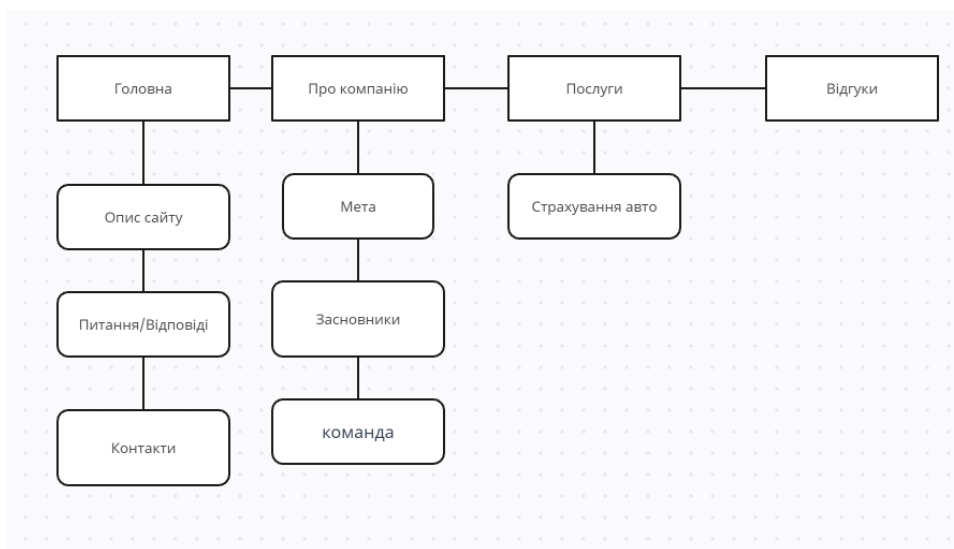 Головна
Про компанію
Послуги
Відгуки
Опис сайту
Мета
Страхування авто
Питання/Відповіді
Засновники
Контакти
команда